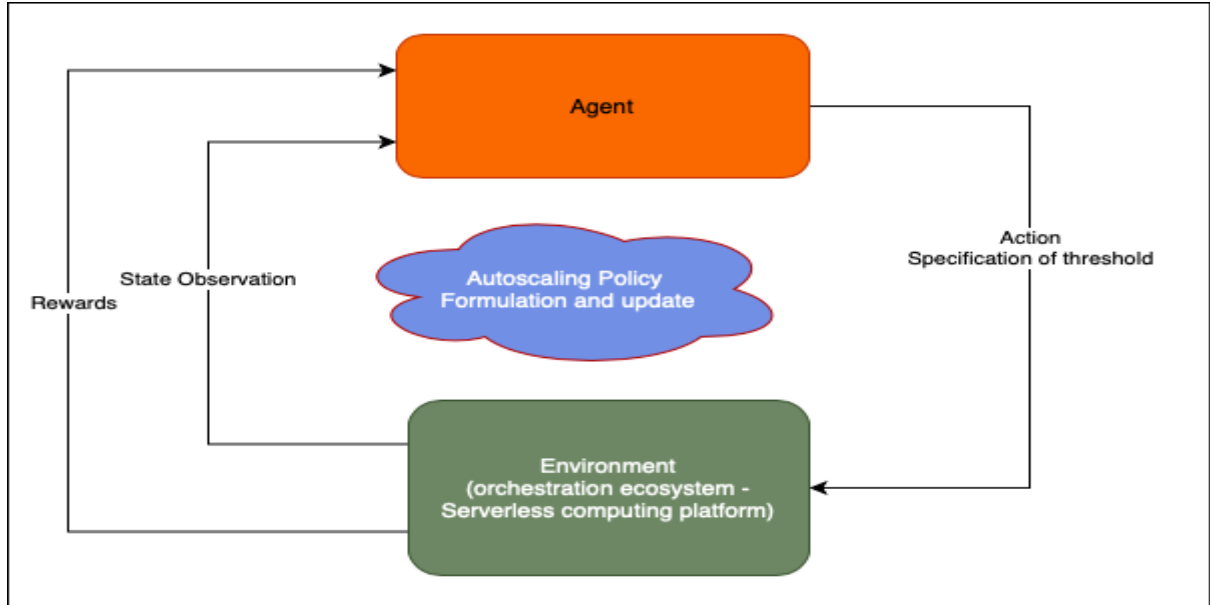 Agent
Action
Specification of threshold
State Observation
Autoscaling Policy
Formulation and update
Rewards
Environment
(orchestration ecosystem -
Serverless computing platform)